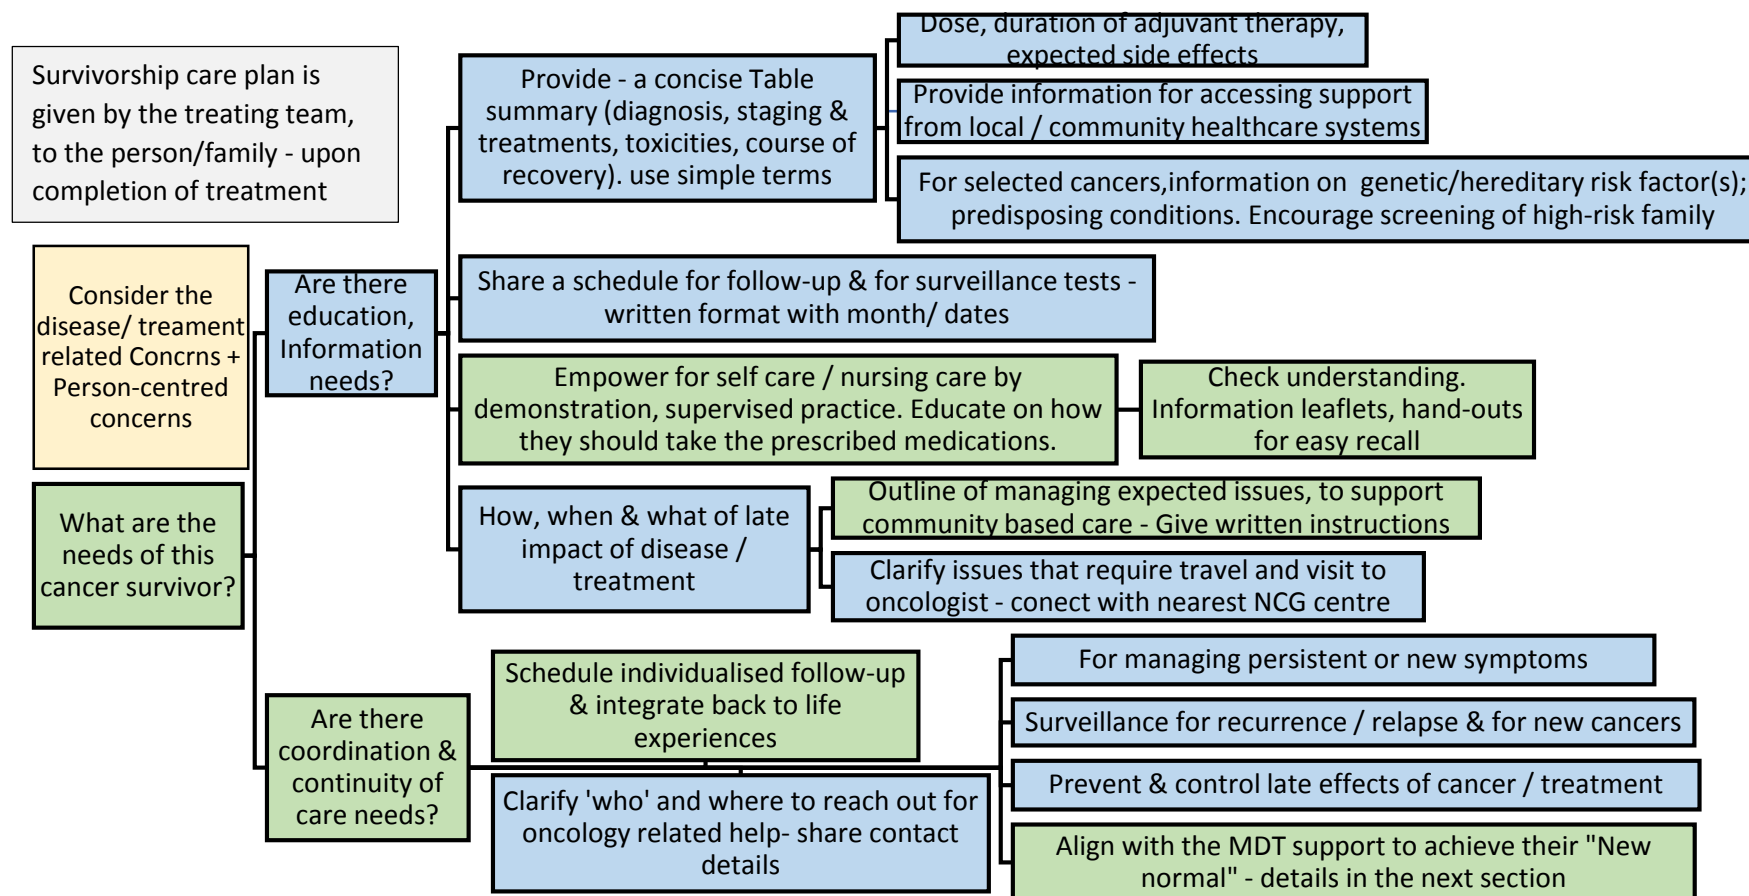 Survivorship care plan is
given by the treating team,
to the person/family - upon
completion of treatment
Consider the
disease/ treament
related Concrns +
Person-centred
concerns
What are the
needs of this
cancer survivor?
Are there
education,
Information
needs?
Provide - a concise Table
summary (diagnosis, staging &
treatments, toxicities, course of
recovery). use simple terms
Dose, duration of adjuvant therapy,
expected side effects
Provide information for accessing support
from local / community healthcare systems
For selected cancers,information on  genetic/hereditary risk factor(s);
predisposing conditions. Encourage screening of high-risk family
Share a schedule for follow-up & for surveillance tests -
written format with month/ dates
Empower for self care / nursing care by
demonstration, supervised practice. Educate on how
they should take the prescribed medications.
Check understanding.
Information leaflets, hand-outs
for easy recall
How, when & what of late
impact of disease /
treatment
Outline of managing expected issues, to support
community based care - Give written instructions
Clarify issues that require travel and visit to
oncologist - conect with nearest NCG centre
Are there
coordination &
continuity of
care needs?
Schedule individualised follow-up
& integrate back to life
experiences
Clarify 'who' and where to reach out for
oncology related help- share contact
details
For managing persistent or new symptoms
Surveillance for recurrence / relapse & for new cancers
Prevent & control late effects of cancer / treatment
Align with the MDT support to achieve their "New
normal" - details in the next section